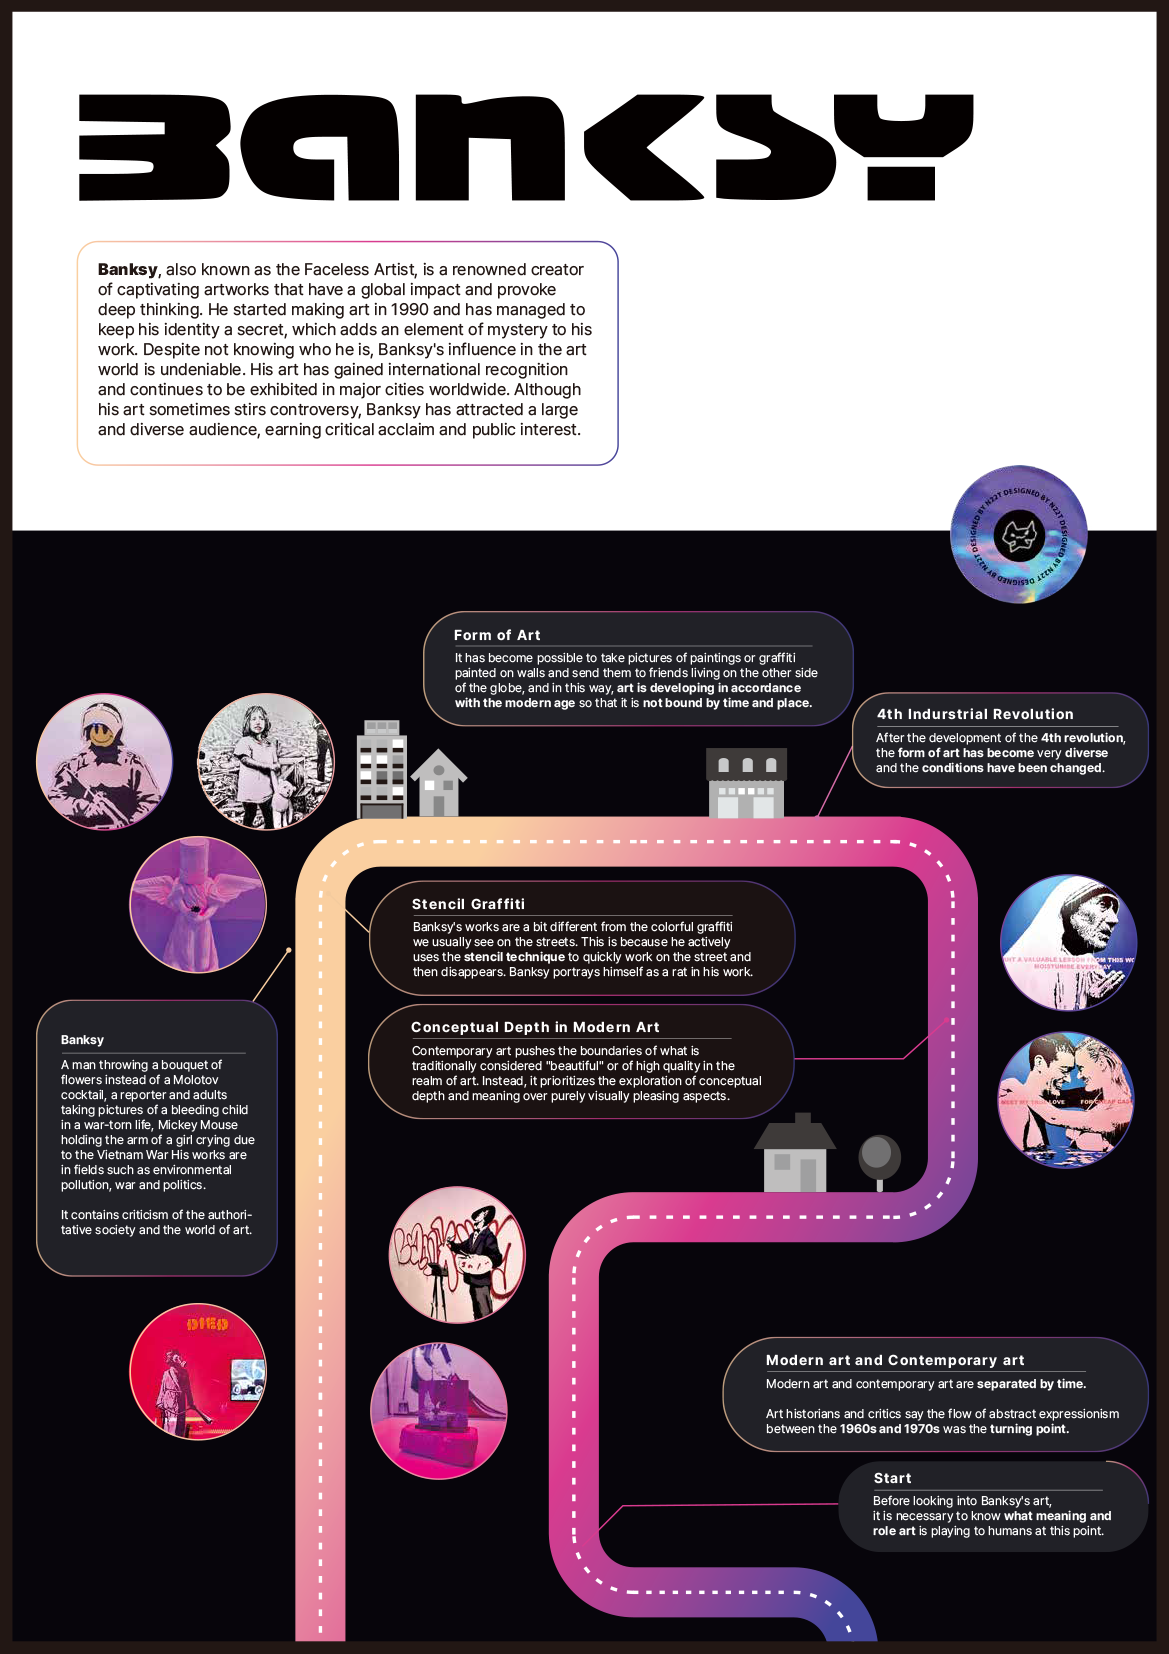 Banksy
Banksy, also known as the Faceless Artist, is a renowned creator
of captivating artworks that have a global impact and provoke
deep thinking. He started making art in 1990 and has managed to
keep his identity a secret, which adds an element of mystery to his
work. Despite not knowing who he is, Banksy's influence in the art
world is undeniable. His art has gained international recognition
and continues to be exhibited in major cities worldwide. Although
his art sometimes stirs controversy, Banksy has attracted a large
and diverse audience, earning critical acclaim and public interest.
DESIGNED BY N22T DESIGNED BY N22T DESIGNED BY N22T
Form of Art
It has become possible to take pictures of paintings or graffiti
painted on walls and send them to friends living on the other side
of the globe, and in this way, art is developing in accordance
with the modern age so that it is not bound by time and place.
4th Indurstrial Revolution
After the development of the 4th revolution,
the form of art has become very diverse
and the conditions have been changed.
Stencil Graffiti
Banksy's works are a bit different from the colorful graffiti
we usually see on the streets. This is because he actively
uses the stencil technique to quickly work on the street and
then disappears. Banksy portrays himself as a rat in his work.
ANT A VALUABLE LESSON FROM THIS WO
MOISTURISE EVERYDAY
Conceptual Depth in Modern Art
Contemporary art pushes the boundaries of what is
traditionally considered "beautiful" or of high quality in the
realm of art. Instead, it prioritizes the exploration of conceptual
depth and meaning over purely visually pleasing aspects.
LOVE
Banksy
A man throwing a bouquet of
flowers instead of a Molotov
cocktail, a reporter and adults
taking pictures of a bleeding child
in a war-torn life, Mickey Mouse
holding the arm of a girl crying due
to the Vietnam War His works are
in fields such as environmental
pollution, war and politics.
It contains criticism of the authori-
tative society and the world of art.
DIED
Modern art and Contemporary art
Modern art and contemporary art are separated by time.
Art historians and critics say the flow of abstract expressionism
between the 1960s and 1970s was the turning point.
Start
Before looking into Banksy's art,
it is necessary to know what meaning and
role art is playing to humans at this point.